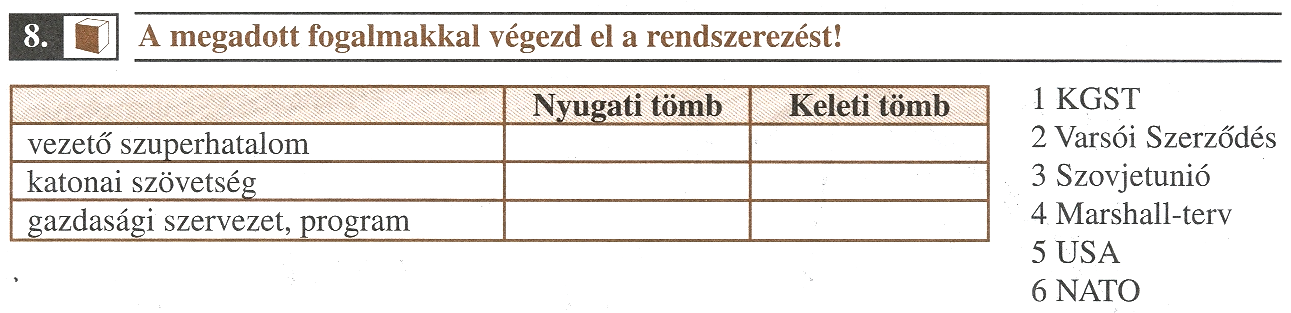 8. A megadott fogalmakkal végezd el a rendszerezést!
Nyugati tömb Keleti tömb
vezető szuperhatalom
katonai szövetség
gazdasági szervezet, program
1 KGST
2 Varsói Szerződés
3 Szovjetunió
4 Marshall-terv
5 USA
6 NATO